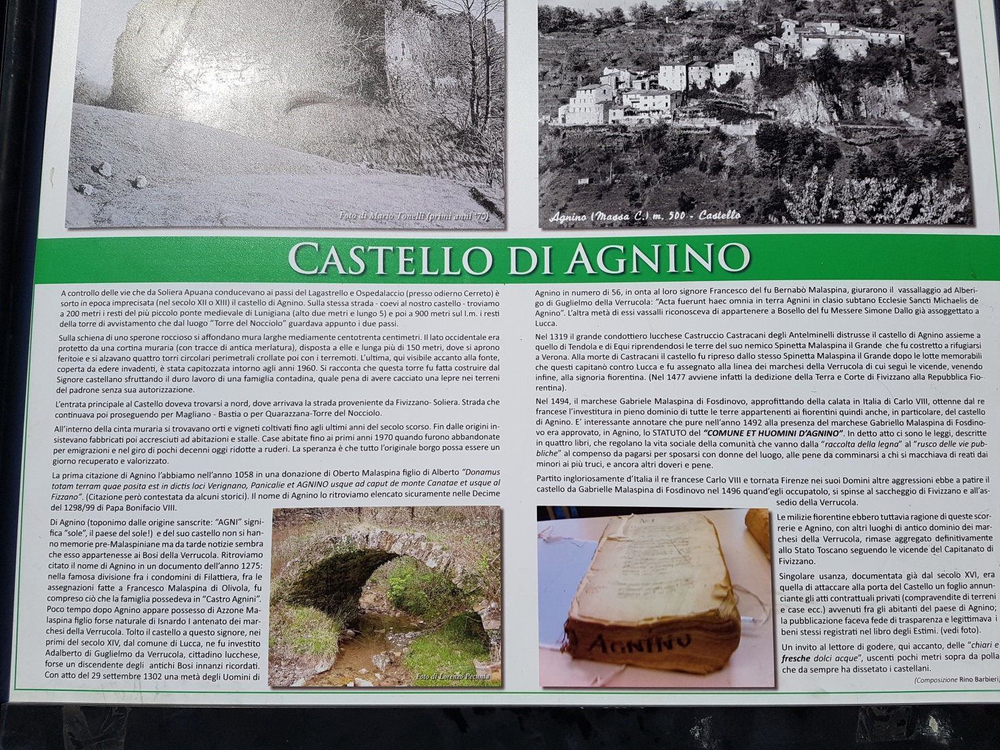 Foto di Mario Tonelli (primi anni '70)
Agnino (Massa C.) m. 500 - Castello
CASTELLO DI AGNINO
A controllo delle vie che da Soliera Apuana conducevano ai passi del Lagastrello e Ospedalaccio (presso odierno Cerreto) è
sorto in epoca imprecisata (nel secolo XII o XIII) il castello di Agnino. Sulla stessa strada - coevi al nostro castello - troviamo
a 200 metri i resti del più piccolo ponte medievale di Lunigiana (alto due metri e lungo 5) e poi a 900 metri sul l.m. i resti
della torre di avvistamento che dal luogo "Torre del Nocciolo" guardava appunto i due passi.
Sulla schiena di uno sperone roccioso si affondano mura larghe mediamente centotrenta centimetri. Il lato occidentale era
protetto da una cortina muraria (con tracce di antica merlatura), disposta a elle e lunga più di 150 metri, dove si aprono
feritoie e si alzavano quattro torri circolari perimetrali crollate poi con i terremoti. L'ultima, qui visibile accanto alla fonte,
coperta da edere invadenti, è stata capitozzata intorno agli anni 1960. Si racconta che questa torre fu fatta costruire dal
Signore castellano sfruttando il duro lavoro di una famiglia contadina, quale pena di avere cacciato una lepre nei terreni
del padrone senza sua autorizzazione.
L'entrata principale al Castello doveva trovarsi a nord, dove arrivava la strada proveniente da Fivizzano- Soliera. Strada che
continuava poi proseguendo per Magliano - Bastia o per Quarazzana-Torre del Nocciolo.
All'interno della cinta muraria si trovavano orti e vigneti coltivati fino agli ultimi anni del secolo scorso. Fin dalle origini in-
sistevano fabbricati poi accresciuti ad abitazioni e stalle. Case abitate fino ai primi anni 1970 quando furono abbandonate
per emigrazioni e nel giro di pochi decenni oggi ridotte a ruderi. La speranza è che tutto l'originale borgo possa essere un
giorno recuperato e valorizzato.
La prima citazione di Agnino l'abbiamo nell'anno 1058 in una donazione di Oberto Malaspina figlio di Alberto "Donamus
totam terram quae posita est in dictis loci Verignano, Panicalie et AGNINO usque ad caput de monte Canatae et usque al
Fizzano". (Citazione però contestata da alcuni storici). Il nome di Agnino lo ritroviamo elencato sicuramente nelle Decime
del 1298/99 di Papa Bonifacio VIII.
Di Agnino (toponimo dalle origine sanscrite: "AGNI" signi-
fica "sole", il paese del sole!) e del suo castello non si han-
no memorie pre-Malaspiniane ma da tarde notizie sembra
che esso appartenesse ai Bosi della Verrucola. Ritroviamo
citato il nome di Agnino in un documento dell'anno 1275:
nella famosa divisione fra i condomini di Filattiera, fra le
assegnazioni fatte a Francesco Malaspina di Olivola, fu
compreso ciò che la famiglia possedeva in "Castro Agnini".
Poco tempo dopo Agnino appare possesso di Azzone Ma-
laspina figlio forse naturale di Isnardo I antenato dei mar-
chesi della Verrucola. Tolto il castello a questo signore, nei
primi del secolo XIV, dal comune di Lucca, ne fu investito
Adalberto di Guglielmo da Verrucola, cittadino lucchese,
forse un discendente degli antichi Bosi innanzi ricordati.
Con atto del 29 settembre 1302 una metà degli Uomini di
Foto di Lorenzo Pecunia
Agnino in numero di 56, in onta al loro signore Francesco del fu Bernabò Malaspina, giurarono il vassallaggio ad Alberi-
go di Guglielmo della Verrucola: "Acta fuerunt haec omnia in terra Agnini in clasio subtano Ecclesie Sancti Michaelis de
Agnino". L'altra metà di essi vassalli riconosceva di appartenere a Bosello del fu Messere Simone Dallo già assoggettato a
Lucca.
Nel 1319 il grande condottiero lucchese Castruccio Castracani degli Antelminelli distrusse il castello di Agnino assieme a
quello di Tendola e di Equi riprendendosi le terre del suo nemico Spinetta Malaspina il Grande che fu costretto a rifugiarsi
a Verona. Alla morte di Castracani il castello fu ripreso dallo stesso Spinetta Malaspina il Grande dopo le lotte memorabili
che questi capitanò contro Lucca e fu assegnato alla linea dei marchesi della Verrucola di cui seguì le vicende, venendo
infine, alla signoria fiorentina. (Nel 1477 avviene infatti la dedizione della Terra e Corte di Fivizzano alla Repubblica Fio-
rentina).
Nel 1494, il marchese Gabriele Malaspina di Fosdinovo, approfittando della calata in Italia di Carlo VIII, ottenne dal re
francese l'investitura in pieno dominio di tutte le terre appartenenti ai fiorentini quindi anche, in particolare, del castello
di Agnino. E' interessante annotare che pure nell'anno 1492 alla presenza del marchese Gabriello Malaspina di Fosdino-
vo era approvato, in Agnino, lo STATUTO del "COMUNE ET HUOMINI D'AGNINO". In detto atto ci sono le leggi, descritte
in quattro libri, che regolano la vita sociale della comunità che vanno dalla "raccolta della legna" al "rusco delle vie pub-
bliche" al compenso da pagarsi per sposarsi con donne del luogo, alle pene da comminarsi a chi si macchiava di reati dai
minori ai più truci, e ancora altri doveri e pene.
Partito ingloriosamente d'Italia il re francese Carlo VIII e tornata Firenze nei suoi Domini altre aggressioni ebbe a patire il
castello da Gabrielle Malaspina di Fosdinovo nel 1496 quand'egli occupatolo, si spinse al saccheggio di Fivizzano e all'as-
sedio della Verrucola.
Le milizie fiorentine ebbero tuttavia ragione di queste scor-
rerie e Agnino, con altri luoghi di antico dominio dei mar-
chesi della Verrucola, rimase aggregato definitivamente
allo Stato Toscano seguendo le vicende del Capitanato di
Fivizzano.
Singolare usanza, documentata già dal secolo XVI, era
quella di attaccare alla porta del Castello un foglio annun-
ciante gli atti contrattuali privati (compravendite di terreni
e case ecc.) avvenuti fra gli abitanti del paese di Agnino;
la pubblicazione faceva fede di trasparenza e legittimava i
beni stessi registrati nel libro degli Estimi. (vedi foto).
Un invito al lettore di godere, qui accanto, delle "chiari e
fresche dolci acque", uscenti pochi metri sopra da polla
che da sempre ha dissetato i castellani.
(Composizione Rino Barbieri)
AGNINO